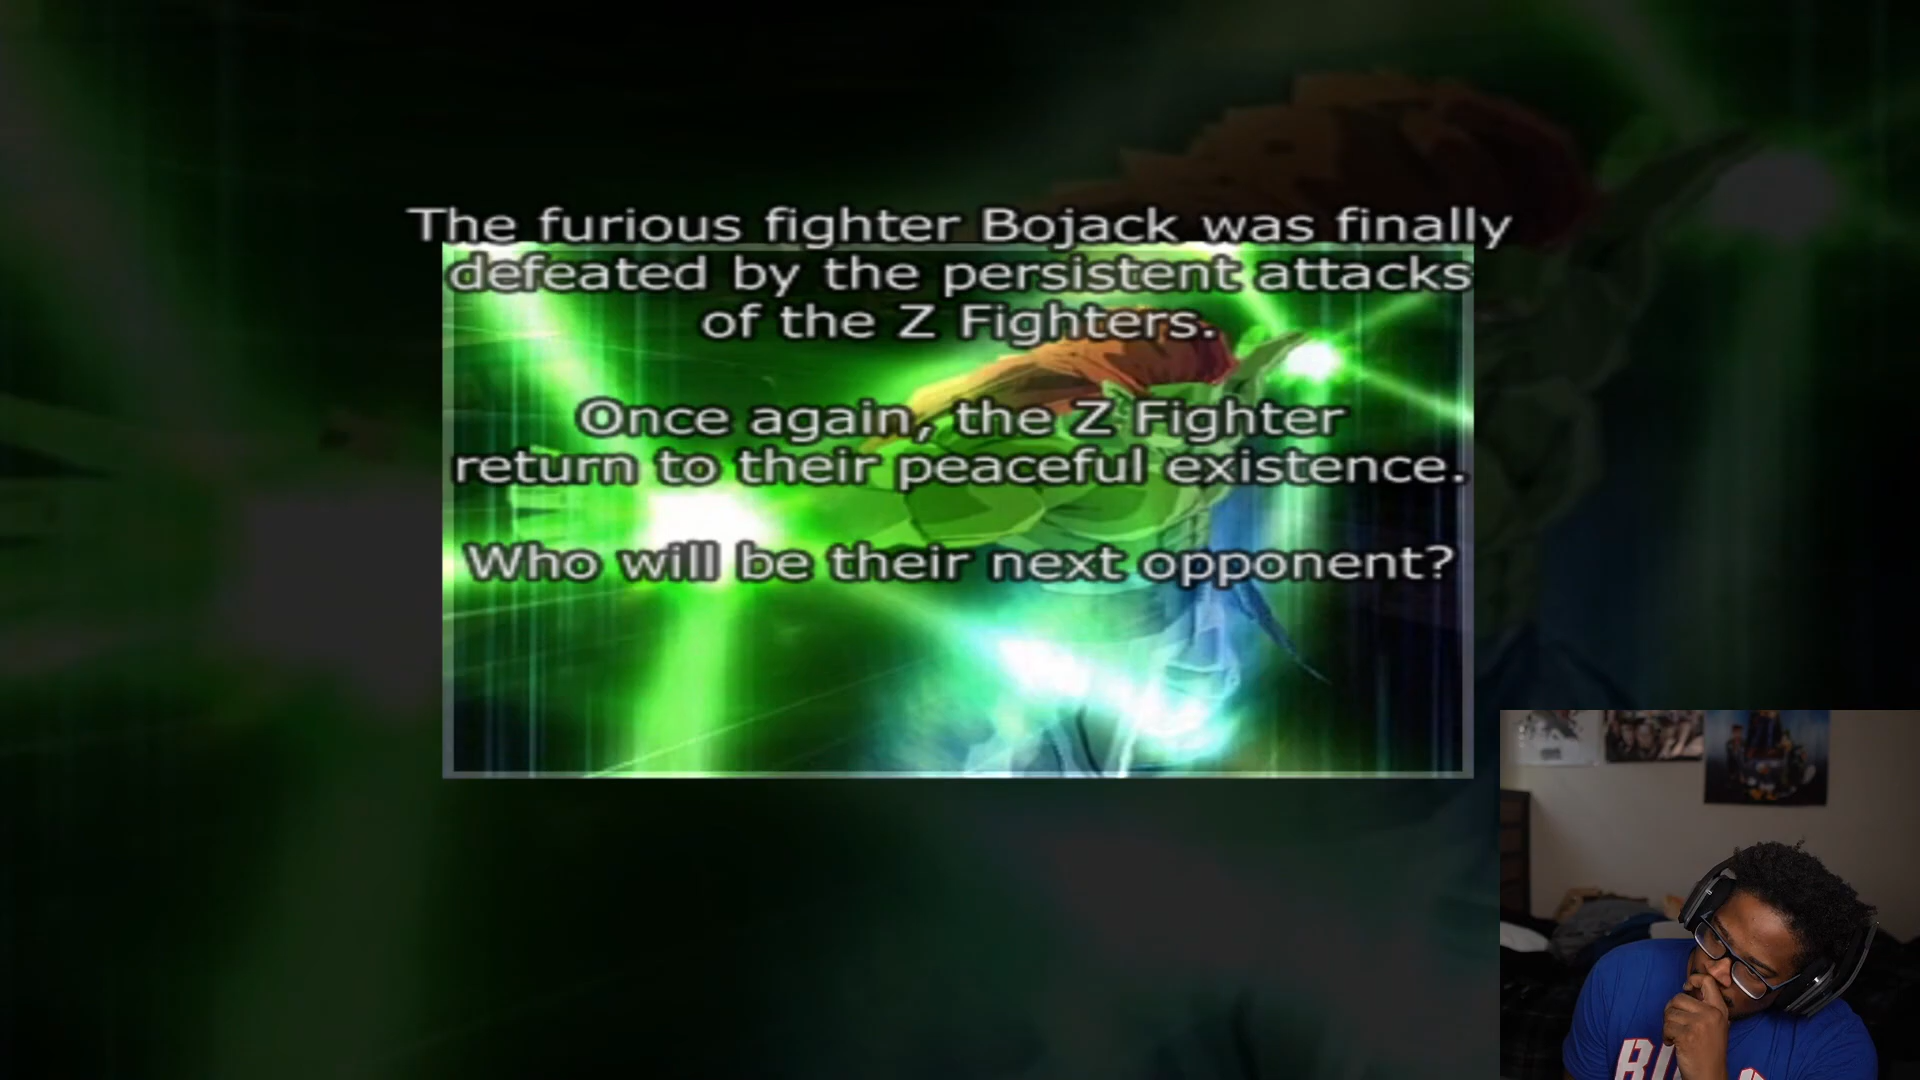 The furious fighter Bojack was finally
defeated by the persistent attacks
of the Z Fighters.
Once again, the Z Fighter
return to their peaceful existence.
Who will be their next opponent?